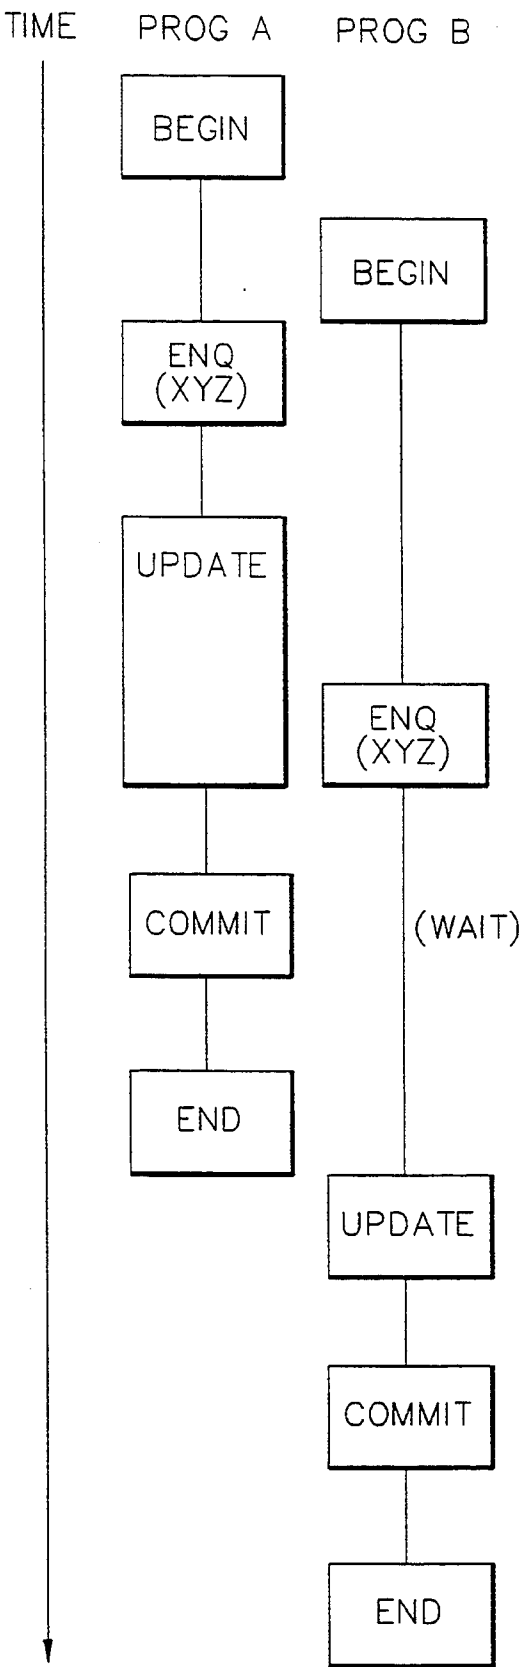 TIME PROG A PROG B
BEGIN
BEGIN
ENQ
(XYZ)
UPDATE
ENQ
(XYZ)
COMMIT
(WAIT)
END
UPDATE
COMMIT
END